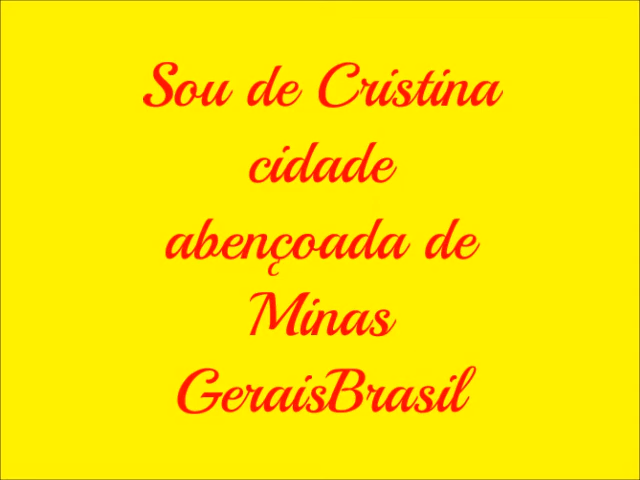 Sou de Cristina
cidade
abençoada de
Minas
GeraisBrasil